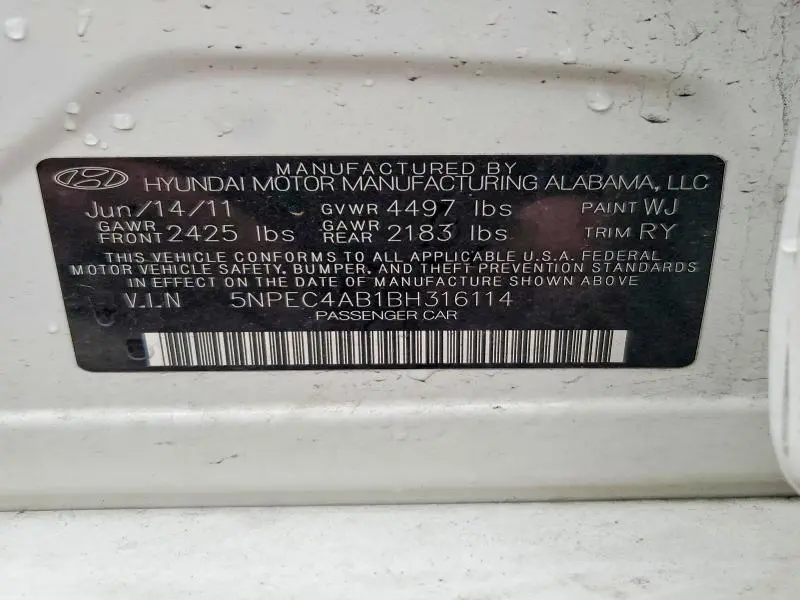 MANUFACTURED BY
HYUNDAI MOTOR MANUFACTURING ALABAMA, LLC
Jun/14/11 GVWR 4497 lbs PAINT WJ
GAWR FRONT 2425 lbs GAWR REAR 2183 lbs TRIM RY
THIS VEHICLE CONFORMS TO ALL APPLICABLE U.S.A. FEDERAL
MOTOR VEHICLE SAFETY, BUMPER, AND THEFT PREVENTION STANDARDS
IN EFFECT ON THE DATE OF MANUFACTURE SHOWN ABOVE
V.I.N 5NPEC4AB1BH316114
PASSENGER CAR